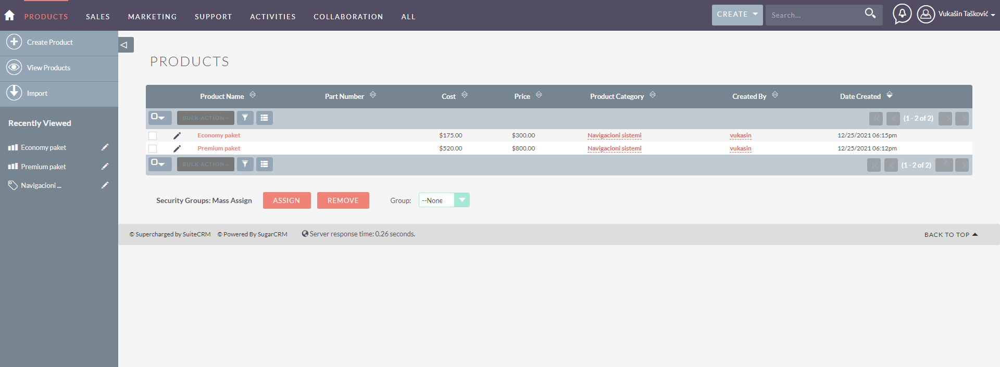 PRODUCTS SALES MARKETING SUPPORT ACTIVITIES COLLABORATION ALL CREATE Search... Vukašin Tašković
Create Product
View Products
Import
Recently Viewed
Economy paket
Premium paket
Navigacioni ...
PRODUCTS
Product Name Part Number Cost Price Product Category Created By Date Created
BULK ACTION (1 - 2 of 2)
Economy paket $175.00 $300.00 Navigacioni sistemi vukasin 12/25/2021 06:15pm
Premium paket $520.00 $800.00 Navigacioni sistemi vukasin 12/25/2021 06:12pm
BULK ACTION (1 - 2 of 2)
Security Groups: Mass Assign ASSIGN REMOVE Group: --None
© Supercharged by SuiteCRM © Powered By SugarCRM Server response time: 0.26 seconds. BACK TO TOP